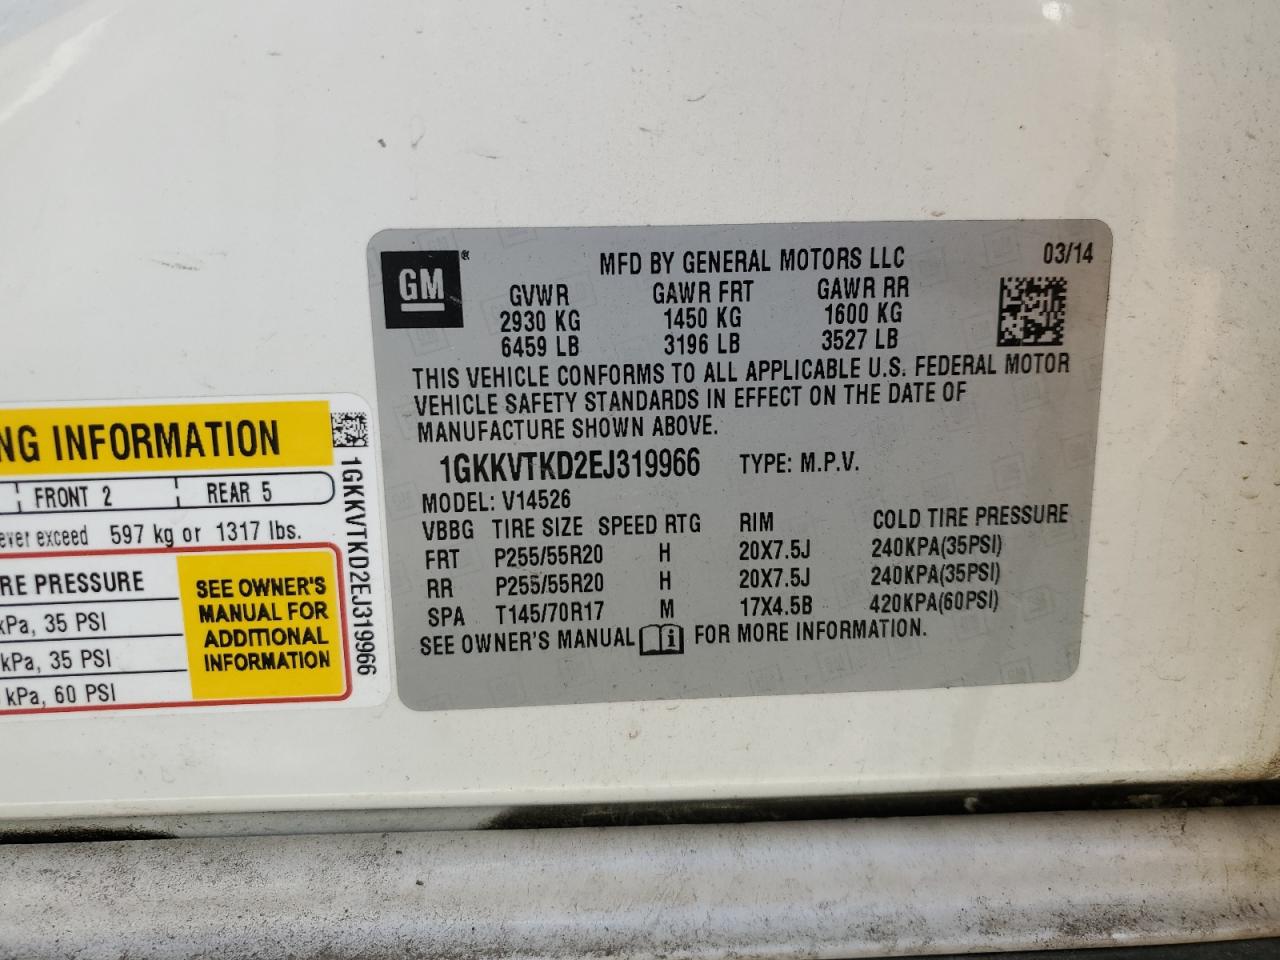 GM®
MFD BY GENERAL MOTORS LLC 03/14
GVWR GAWR FRT GAWR RR
2930 KG 1450 KG 1600 KG
6459 LB 3196 LB 3527 LB
THIS VEHICLE CONFORMS TO ALL APPLICABLE U.S. FEDERAL MOTOR
VEHICLE SAFETY STANDARDS IN EFFECT ON THE DATE OF
MANUFACTURE SHOWN ABOVE.
1GKKVTKD2EJ319966 TYPE: M.P.V.
MODEL: V14526
VBBG TIRE SIZE SPEED RTG RIM COLD TIRE PRESSURE
FRT P255/55R20 H 20X7.5J 240KPA(35PSI)
RR P255/55R20 H 20X7.5J 240KPA(35PSI)
SPA T145/70R17 M 17X4.5B 420KPA(60PSI)
SEE OWNER'S MANUAL FOR MORE INFORMATION.
NG INFORMATION
FRONT 2 REAR 5
ever exceed 597 kg or 1317 lbs.
RE PRESSURE
kPa, 35 PSI
kPa, 35 PSI
kPa, 60 PSI
SEE OWNER'S
MANUAL FOR
ADDITIONAL
INFORMATION
1GKKVTKD2EJ319966